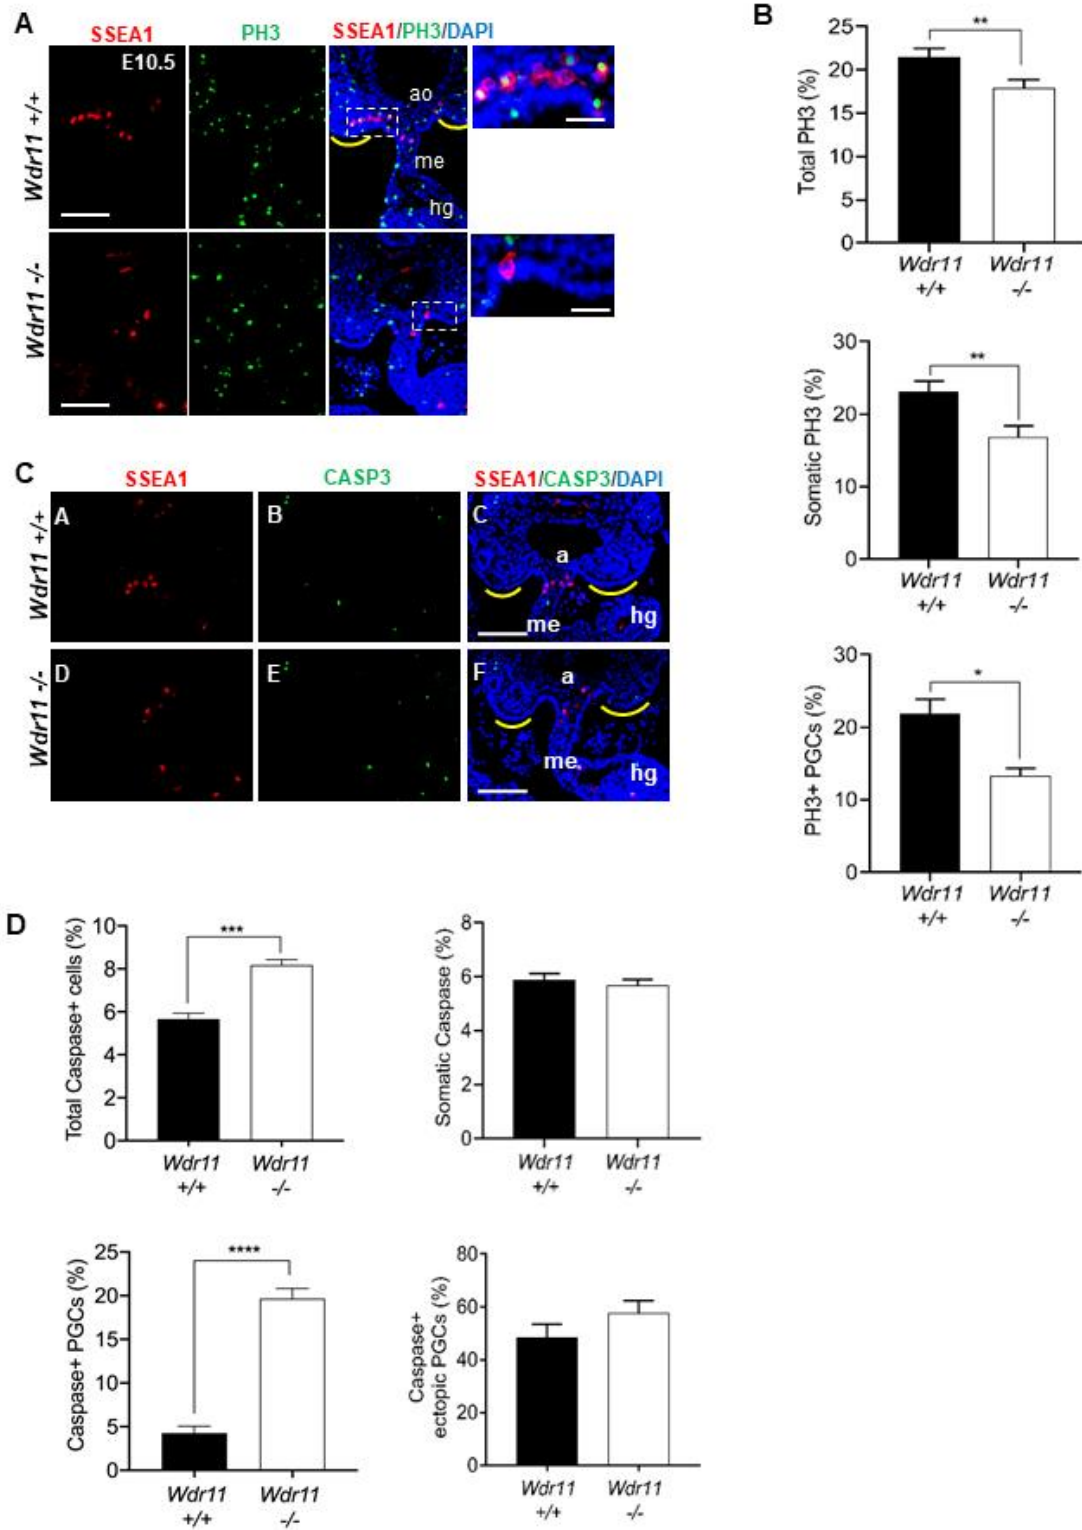 A
SSEA1 PH3 SSEA1/PH3/DAPI
E10.5
Wdr11 +/+
ao
me
hg
Wdr11 -/-
B
Total PH3 (%)
25
20
15
10
5
0
**
Wdr11 Wdr11
+/+ -/-
Somatic PH3 (%)
30
20
10
0
**
Wdr11 Wdr11
+/+ -/-
PH3+ PGCs (%)
30
20
10
0
*
Wdr11 Wdr11
+/+ -/-
C
SSEA1 CASP3 SSEA1/CASP3/DAPI
Wdr11 +/+
A B C
a
me hg
Wdr11 -/-
D E F
a
me hg
D
Total Caspase+ cells (%)
10
8
6
4
2
0
***
Wdr11 Wdr11
+/+ -/-
Somatic Caspase (%)
8
6
4
2
0
Wdr11 Wdr11
+/+ -/-
Caspase+ PGCs (%)
25
20
15
10
5
0
****
Wdr11 Wdr11
+/+ -/-
Caspase+
ectopic PGCs (%)
80
60
40
20
0
Wdr11 Wdr11
+/+ -/-